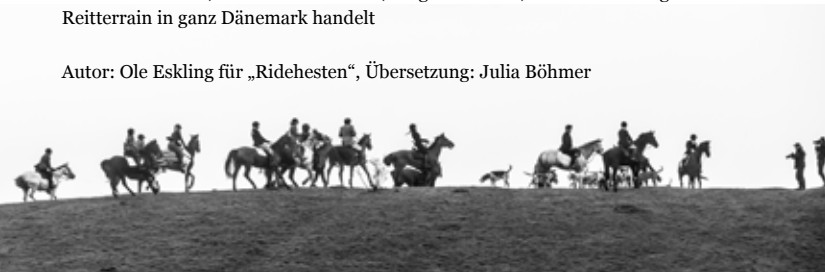 Reitterrain in ganz Dänemark handelt
Autor: Ole Eskling für „Ridehesten“, Übersetzung: Julia Böhmer